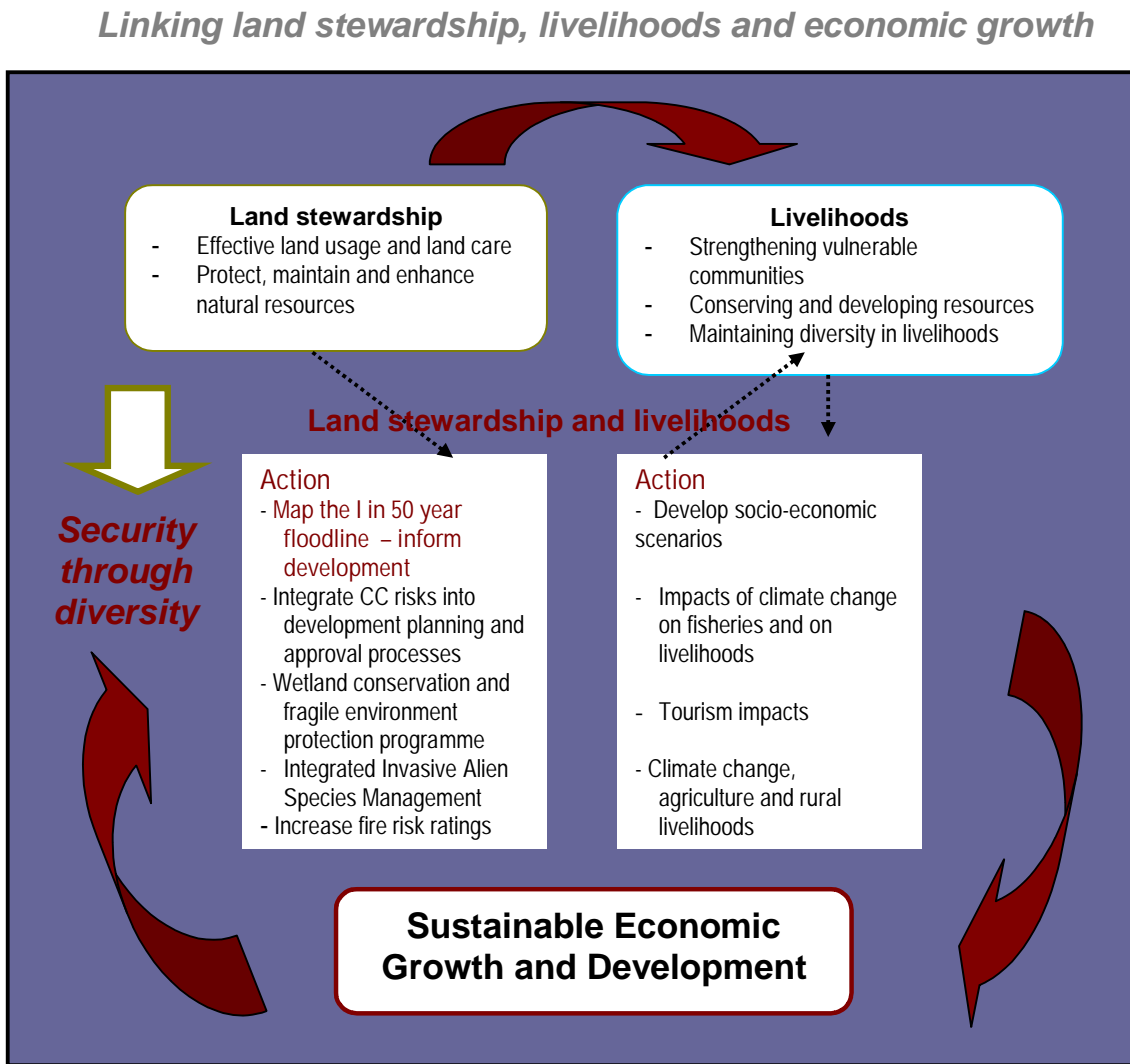 Linking land stewardship, livelihoods and economic growth
Land stewardship
- Effective land usage and land care
- Protect, maintain and enhance
natural resources
Livelihoods
- Strengthening vulnerable
communities
- Conserving and developing resources
- Maintaining diversity in livelihoods
Land stewardship and livelihoods
Security
through
diversity
Action
- Map the I in 50 year
floodline – inform
development
- Integrate CC risks into
development planning and
approval processes
- Wetland conservation and
fragile environment
protection programme
- Integrated Invasive Alien
Species Management
- Increase fire risk ratings
Action
- Develop socio-economic
scenarios
- Impacts of climate change
on fisheries and on
livelihoods
- Tourism impacts
- Climate change,
agriculture and rural
livelihoods
Sustainable Economic
Growth and Development